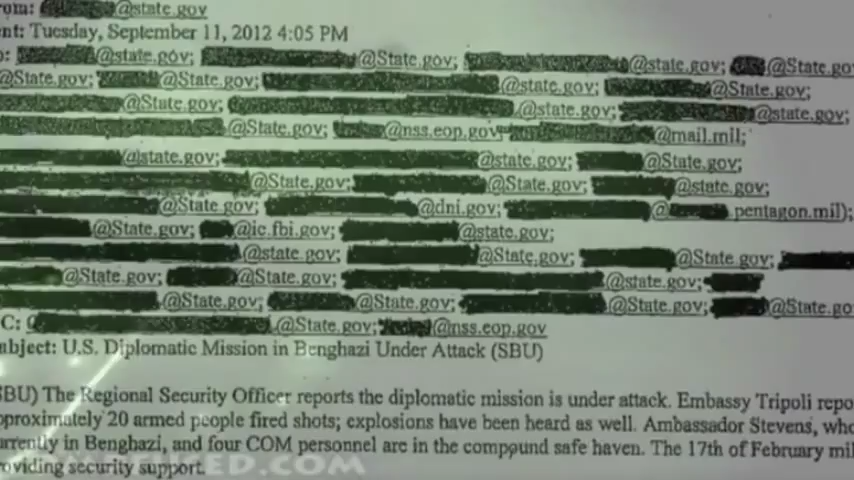 om: @state.gov
nt: Tuesday, September 11, 2012 4:05 PM
: @state.gov; @State.gov; @state.gov; @State.go
@State.gov; @state.gov; @State.gov;
@State.gov; .@state.gov; @state.gov;
@State.gov; @nss.eop.gov @mail.mil;
@state.gov; @state.gov; @State.gov;
@State.gov; @State.gov; @state.gov;
@State.gov; @dni.gov; @ .pentagon.mil);
@State.gov; @ic.fbi.gov; @state.gov;
@state.gov; @State.gov; @State.gov;
@State.gov; @State.gov; @state.gov;
@State.gov; @State.gov; @State.gov; @State.go
C: @State.gov; @nss.eop.gov
bject: U.S. Diplomatic Mission in Benghazi Under Attack (SBU)
SBU) The Regional Security Officer reports the diplomatic mission is under attack. Embassy Tripoli repo
proximately 20 armed people fired shots; explosions have been heard as well. Ambassador Stevens, who
urrently in Benghazi, and four COM personnel are in the compound safe haven. The 17th of February mil
roviding security support.